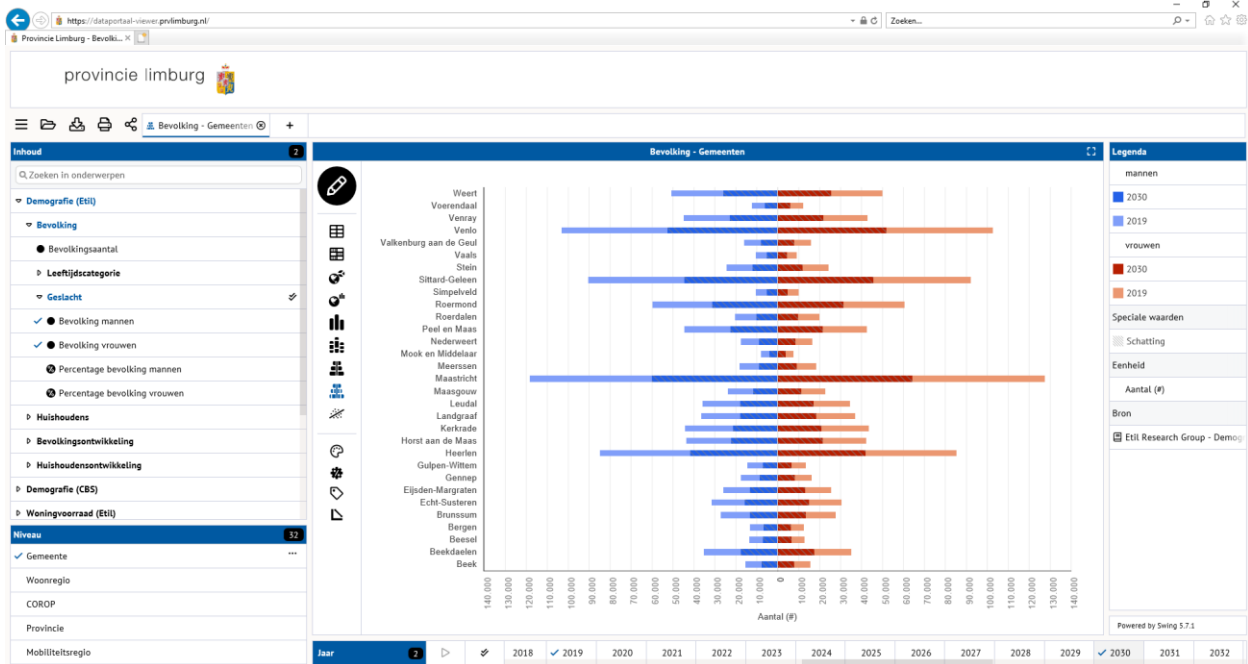 https://dataportaal-viewer.prvlimburg.nl/
Zoeken...
Provincie Limburg - Bevolki...
provincie limburg
Bevolking - Gemeenten
+
Inhoud 2
Zoeken in onderwerpen
Demografie (Etil)
Bevolking
Bevolkingsaantal
Leeftijdscategorie
Geslacht
Bevolking mannen
Bevolking vrouwen
Percentage bevolking mannen
Percentage bevolking vrouwen
Huishoudens
Bevolkingsontwikkeling
Huishoudensontwikkeling
Demografie (CBS)
Woningvoorraad (Etil)
Niveau 32
Gemeente
Woonregio
COROP
Provincie
Mobiliteitsregio
Bevolking - Gemeenten
Weert
Voerendaal
Venray
Venlo
Valkenburg aan de Geul
Vaals
Stein
Sittard-Geleen
Simpelveld
Roermond
Roerdalen
Peel en Maas
Nederweert
Mook en Middelaar
Meerssen
Maastricht
Maasgouw
Leudal
Landgraaf
Kerkrade
Horst aan de Maas
Heerlen
Gulpen-Wittem
Gennep
Eijsden-Margraten
Echt-Susteren
Brunssum
Bergen
Beesel
Beekdaelen
Beek
140.000 130.000 120.000 110.000 100.000 90.000 80.000 70.000 60.000 50.000 40.000 30.000 20.000 10.000 0 10.000 20.000 30.000 40.000 50.000 60.000 70.000 80.000 90.000 100.000 110.000 120.000 130.000 140.000
Aantal (#)
Legenda
mannen
2030
2019
vrouwen
2030
2019
Speciale waarden
Schatting
Eenheid
Aantal (#)
Bron
Etil Research Group - Demog
Powered by Swing 5.7.1
Jaar 2 2018 2019 2020 2021 2022 2023 2024 2025 2026 2027 2028 2029 2030 2031 2032